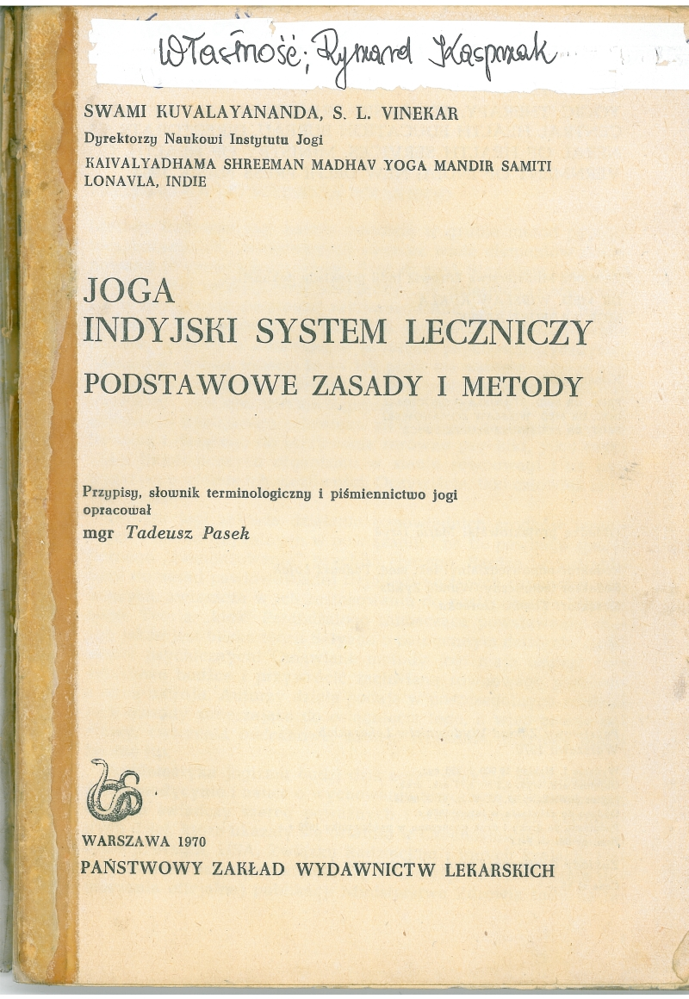 Własność; Ryszard Kasprzak
SWAMI KUVALAYANANDA, S. L. VINEKAR
Dyrektorzy Naukowi Instytutu Jogi
KAIVALYADHAMA SHREEMAN MADHAV YOGA MANDIR SAMITI
LONAVLA, INDIE
JOGA
INDYJSKI SYSTEM LECZNICZY
PODSTAWOWE ZASADY I METODY
Przypisy, słownik terminologiczny i piśmiennictwo jogi
opracował
mgr Tadeusz Pasek
WARSZAWA 1970
PAŃSTWOWY ZAKŁAD WYDAWNICTW LEKARSKICH